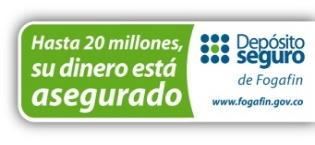 Hasta 20 millones,
su dinero está
asegurado
Depósito
seguro
de Fogafin
www.fogafin.gov.co